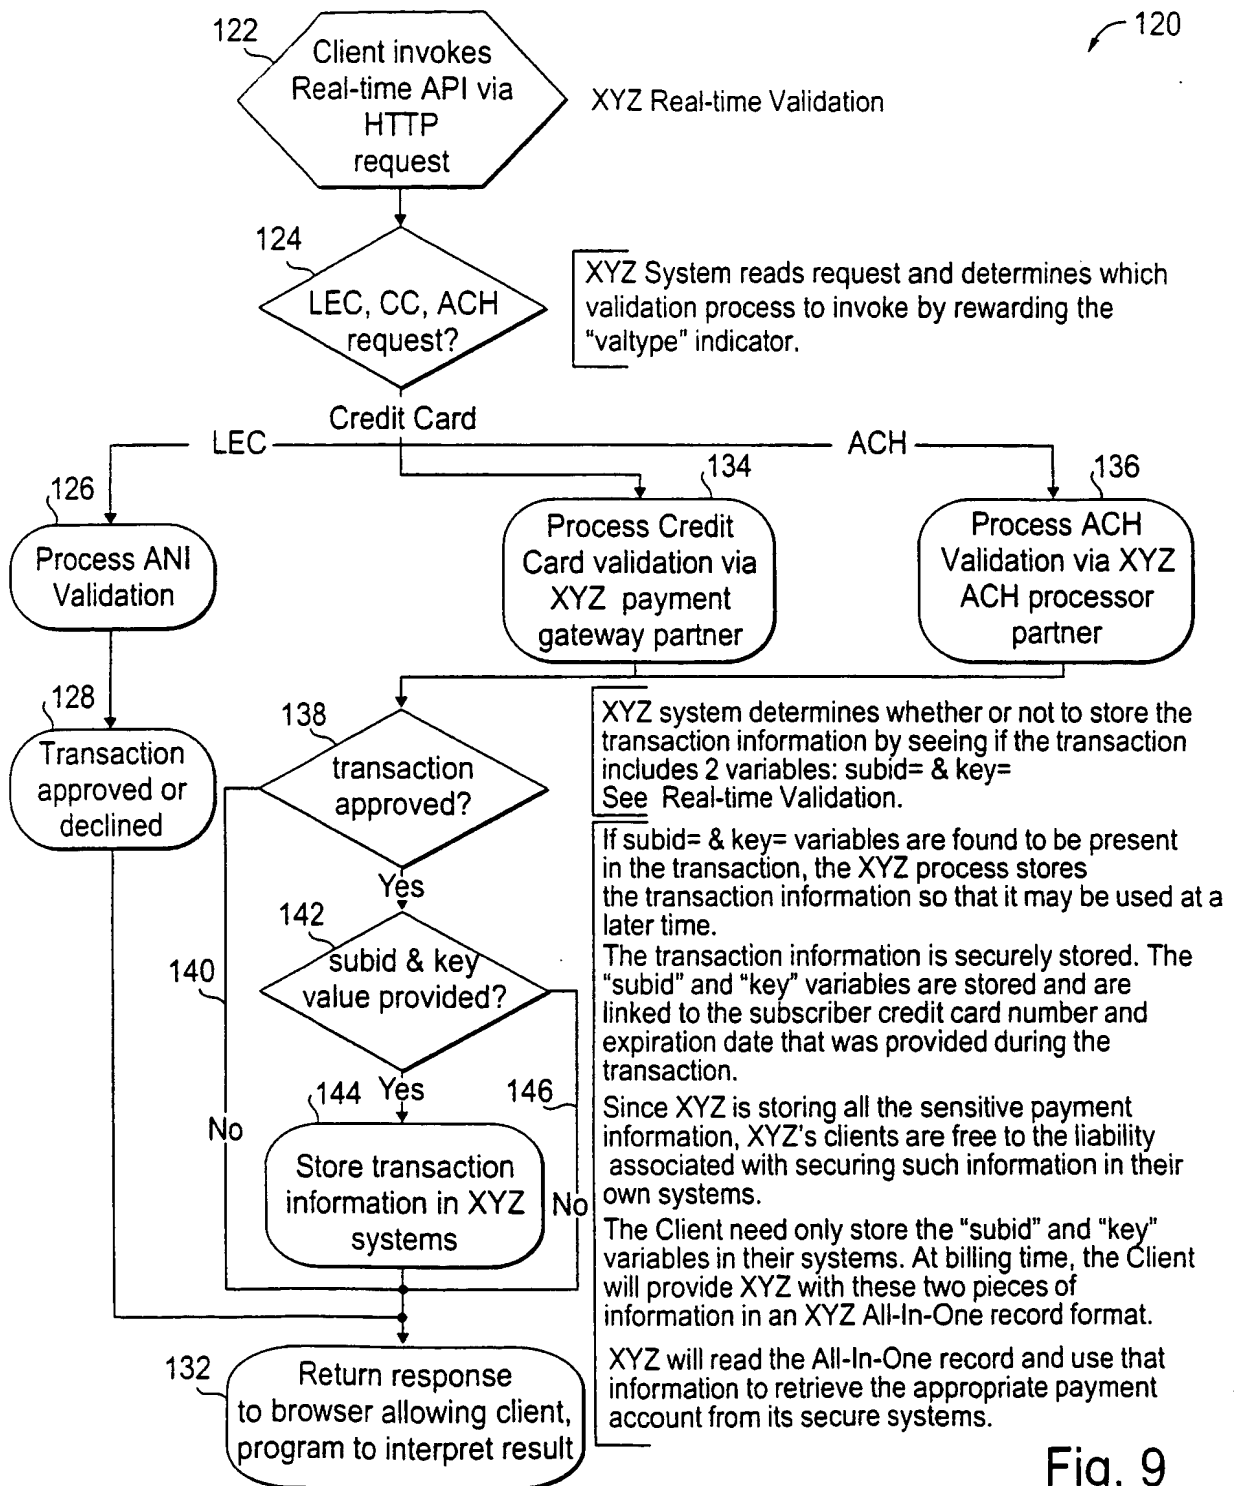 120
122
Client invokes
Real-time API via
HTTP
request
XYZ Real-time Validation
124
LEC, CC, ACH
request?
XYZ System reads request and determines which
validation process to invoke by rewarding the
“valtype” indicator.
Credit Card
LEC
ACH
126
Process ANI
Validation
134
Process Credit
Card validation via
XYZ payment
gateway partner
136
Process ACH
Validation via XYZ
ACH processor
partner
128
Transaction
approved or
declined
138
transaction
approved?
XYZ system determines whether or not to store the
transaction information by seeing if the transaction
includes 2 variables: subid= & key=
See Real-time Validation.
Yes
142
subid & key
value provided?
140
If subid= & key= variables are found to be present
in the transaction, the XYZ process stores
the transaction information so that it may be used at a
later time.
The transaction information is securely stored. The
“subid” and “key” variables are stored and are
linked to the subscriber credit card number and
expiration date that was provided during the
transaction.
Yes
144
146
No
Store transaction
information in XYZ
systems
No
Since XYZ is storing all the sensitive payment
information, XYZ’s clients are free to the liability
associated with securing such information in their
own systems.
The Client need only store the “subid” and “key”
variables in their systems. At billing time, the Client
will provide XYZ with these two pieces of
information in an XYZ All-In-One record format.
XYZ will read the All-In-One record and use that
information to retrieve the appropriate payment
account from its secure systems.
132
Return response
to browser allowing client,
program to interpret result
Fig. 9